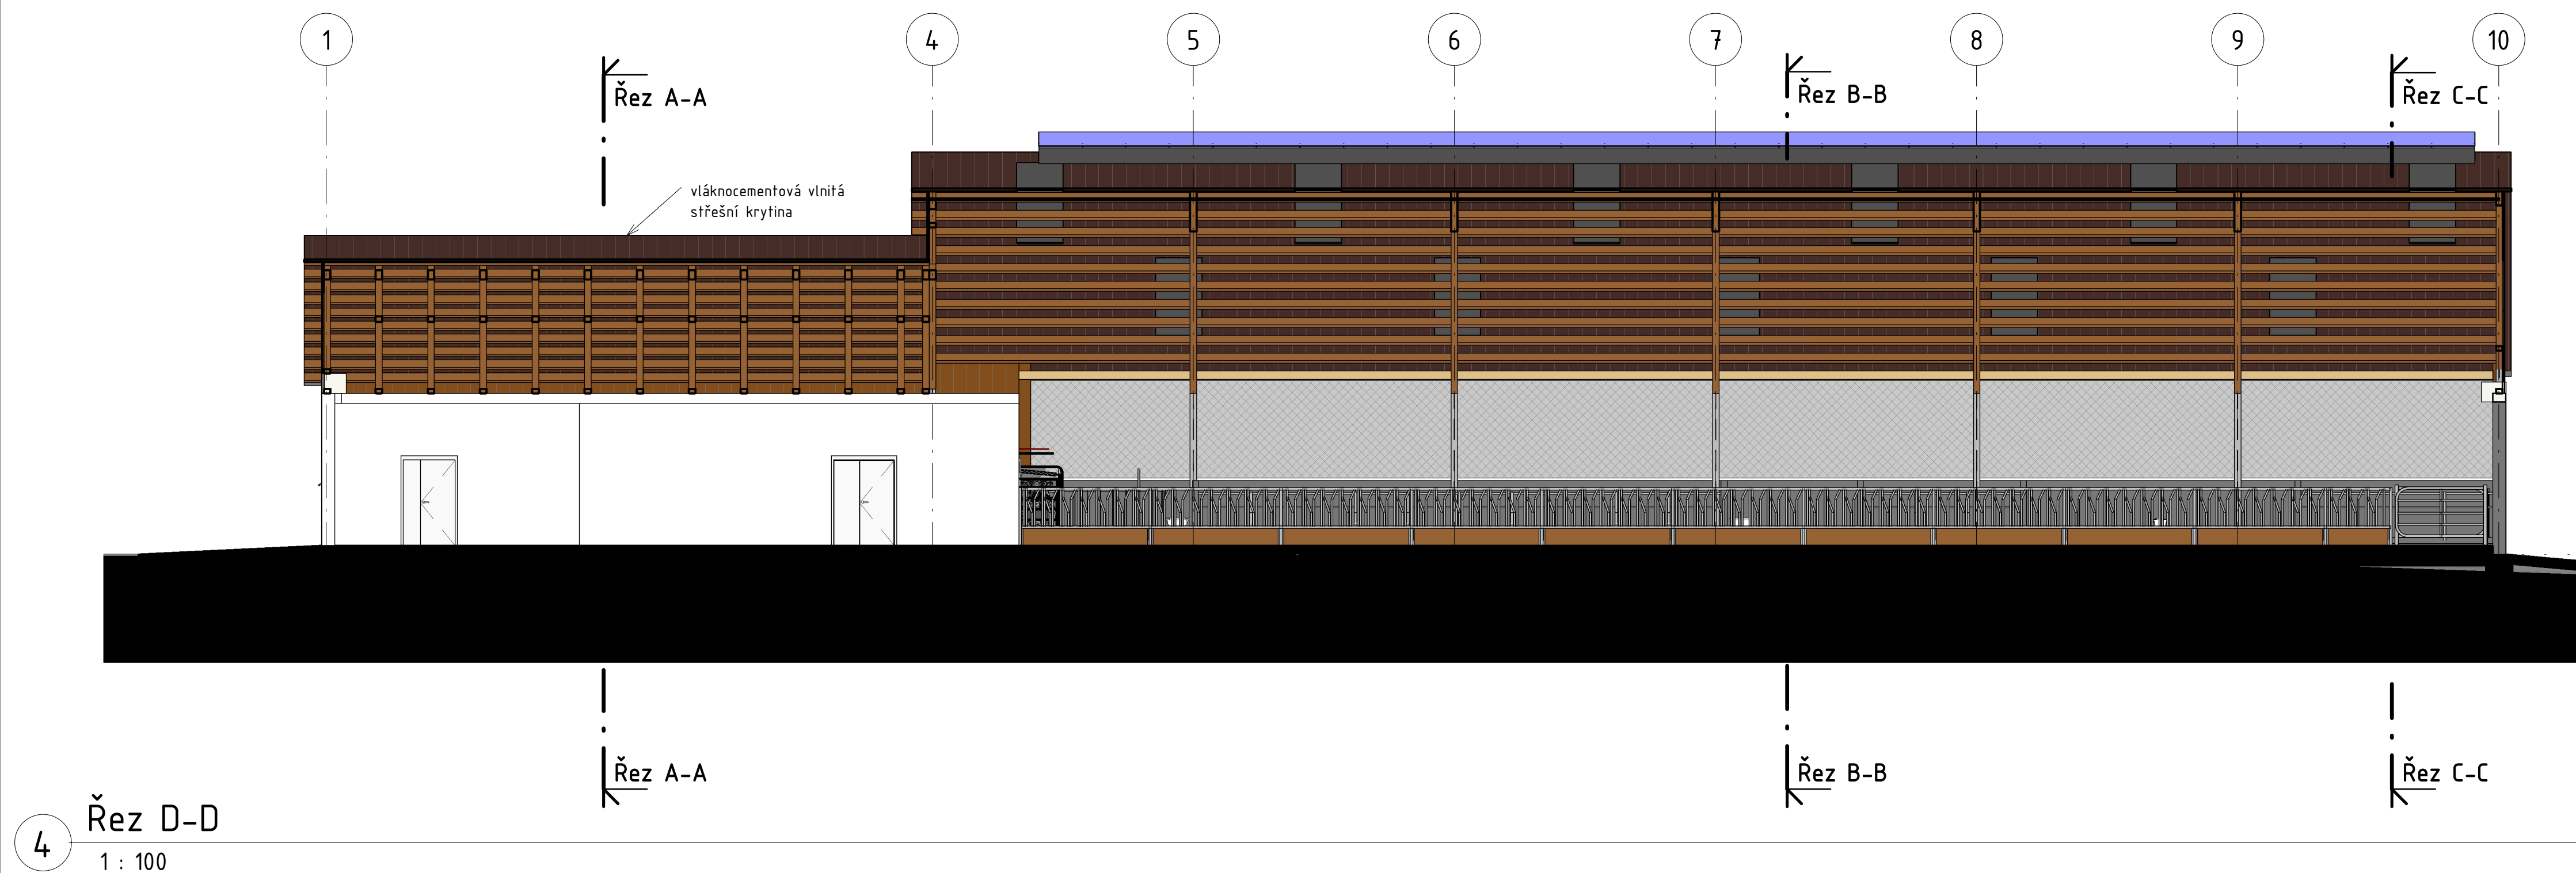 1 4 5 6 7 8 9 10
Řez A-A Řez B-B Řez C-C
vláknocementová vlnitá
střešní krytina
Řez A-A Řez B-B Řez C-C
Řez D-D
4
1 : 100